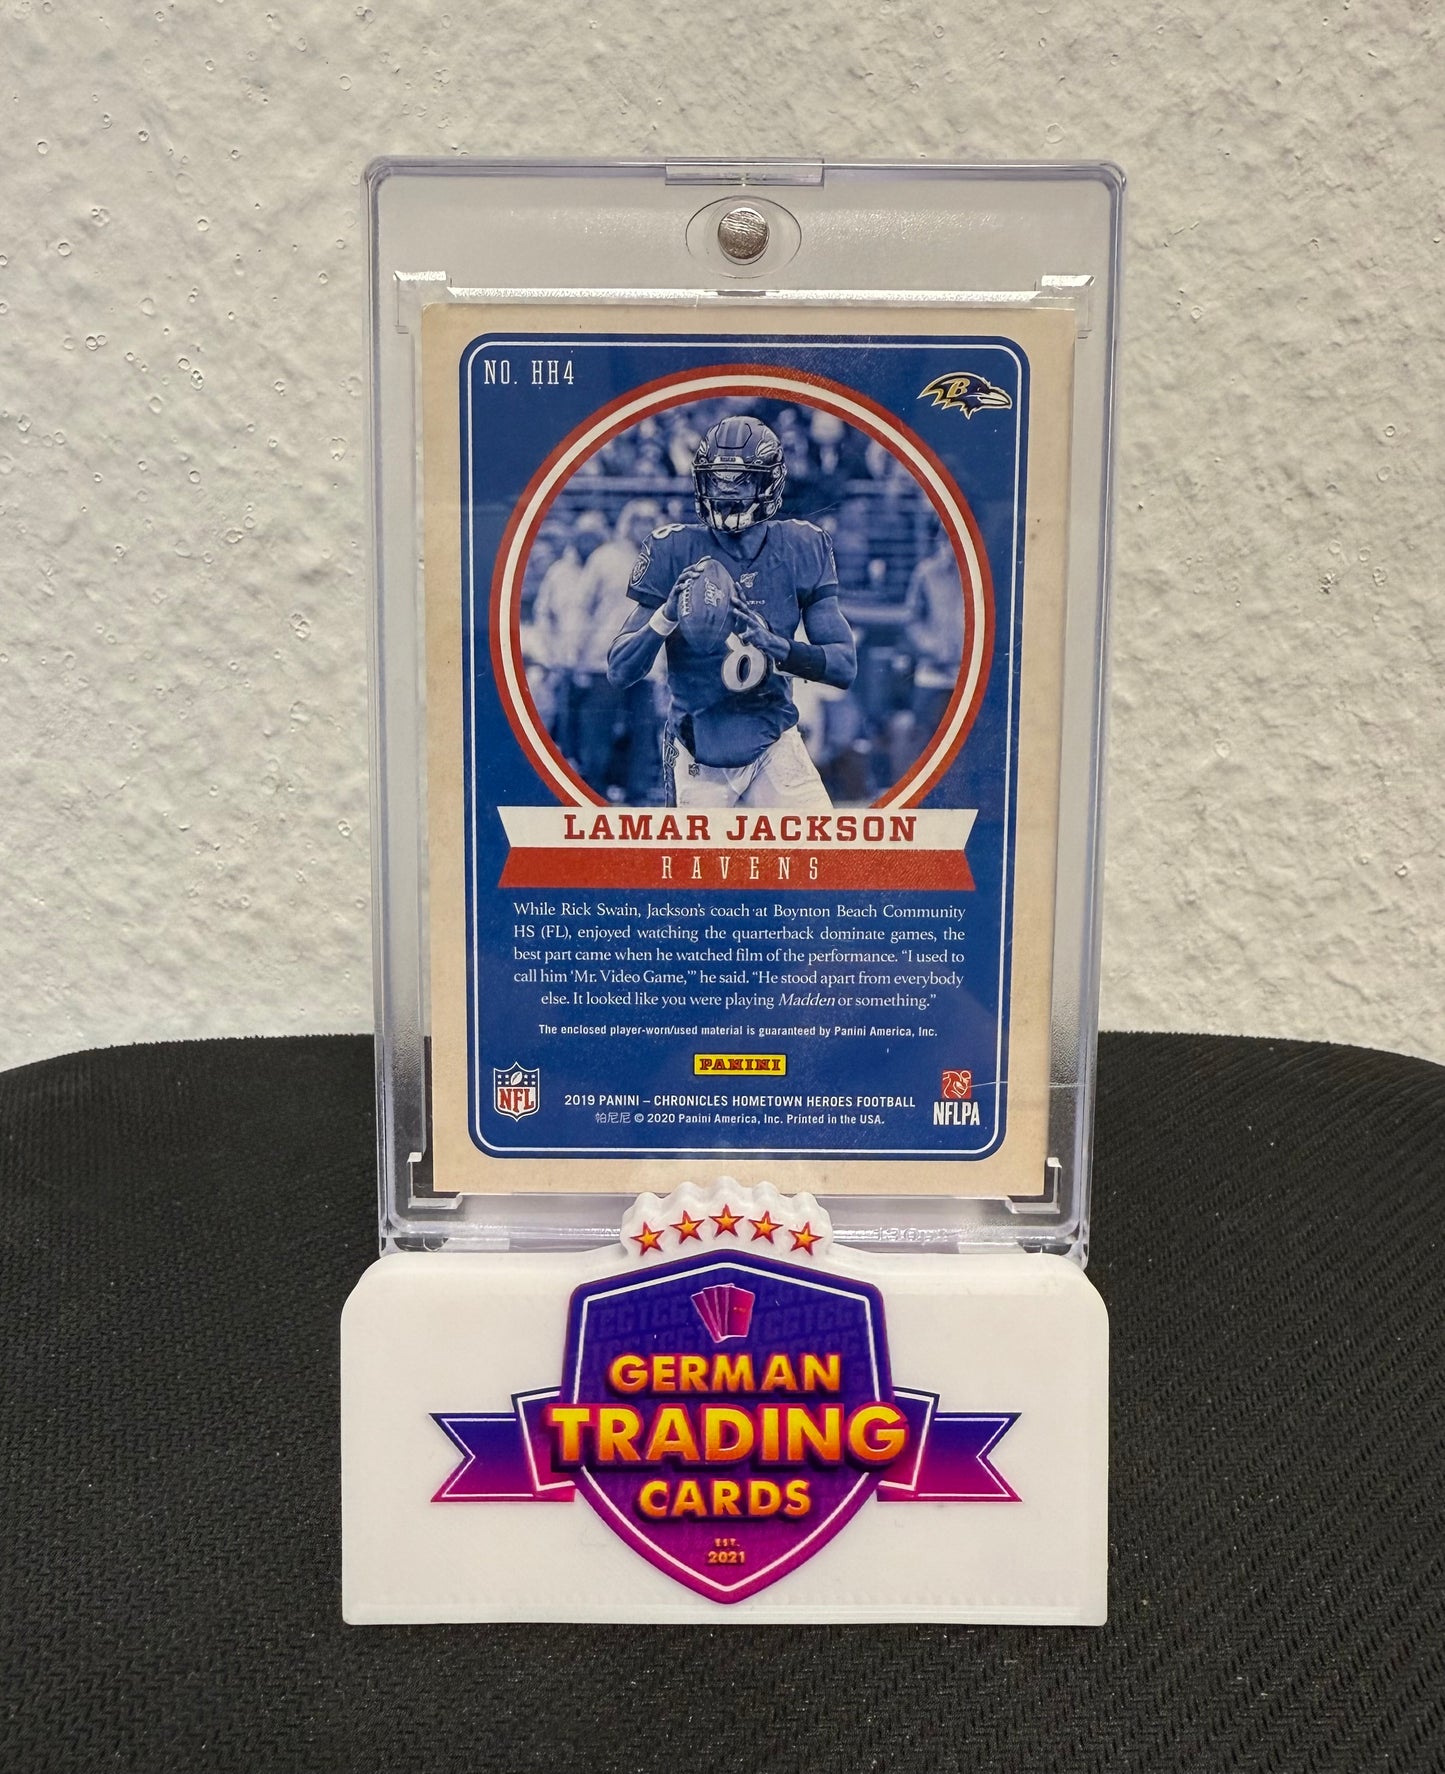 NO. HH4
B
8
8
RAVENS
LAMAR JACKSON
RAVENS
While Rick Swain, Jackson's coach at Boynton Beach Community
HS (FL), enjoyed watching the quarterback dominate games, the
best part came when he watched film of the performance. “I used to
call him ‘Mr. Video Game,’” he said. “He stood apart from everybody
else. It looked like you were playing Madden or something.”
The enclosed player-worn/used material is guaranteed by Panini America, Inc.
PANINI
NFL
2019 PANINI – CHRONICLES HOMETOWN HEROES FOOTBALL
帕尼尼 © 2020 Panini America, Inc. Printed in the USA.
NFLPA
GERMAN
TRADING
CARDS
EST.
2021